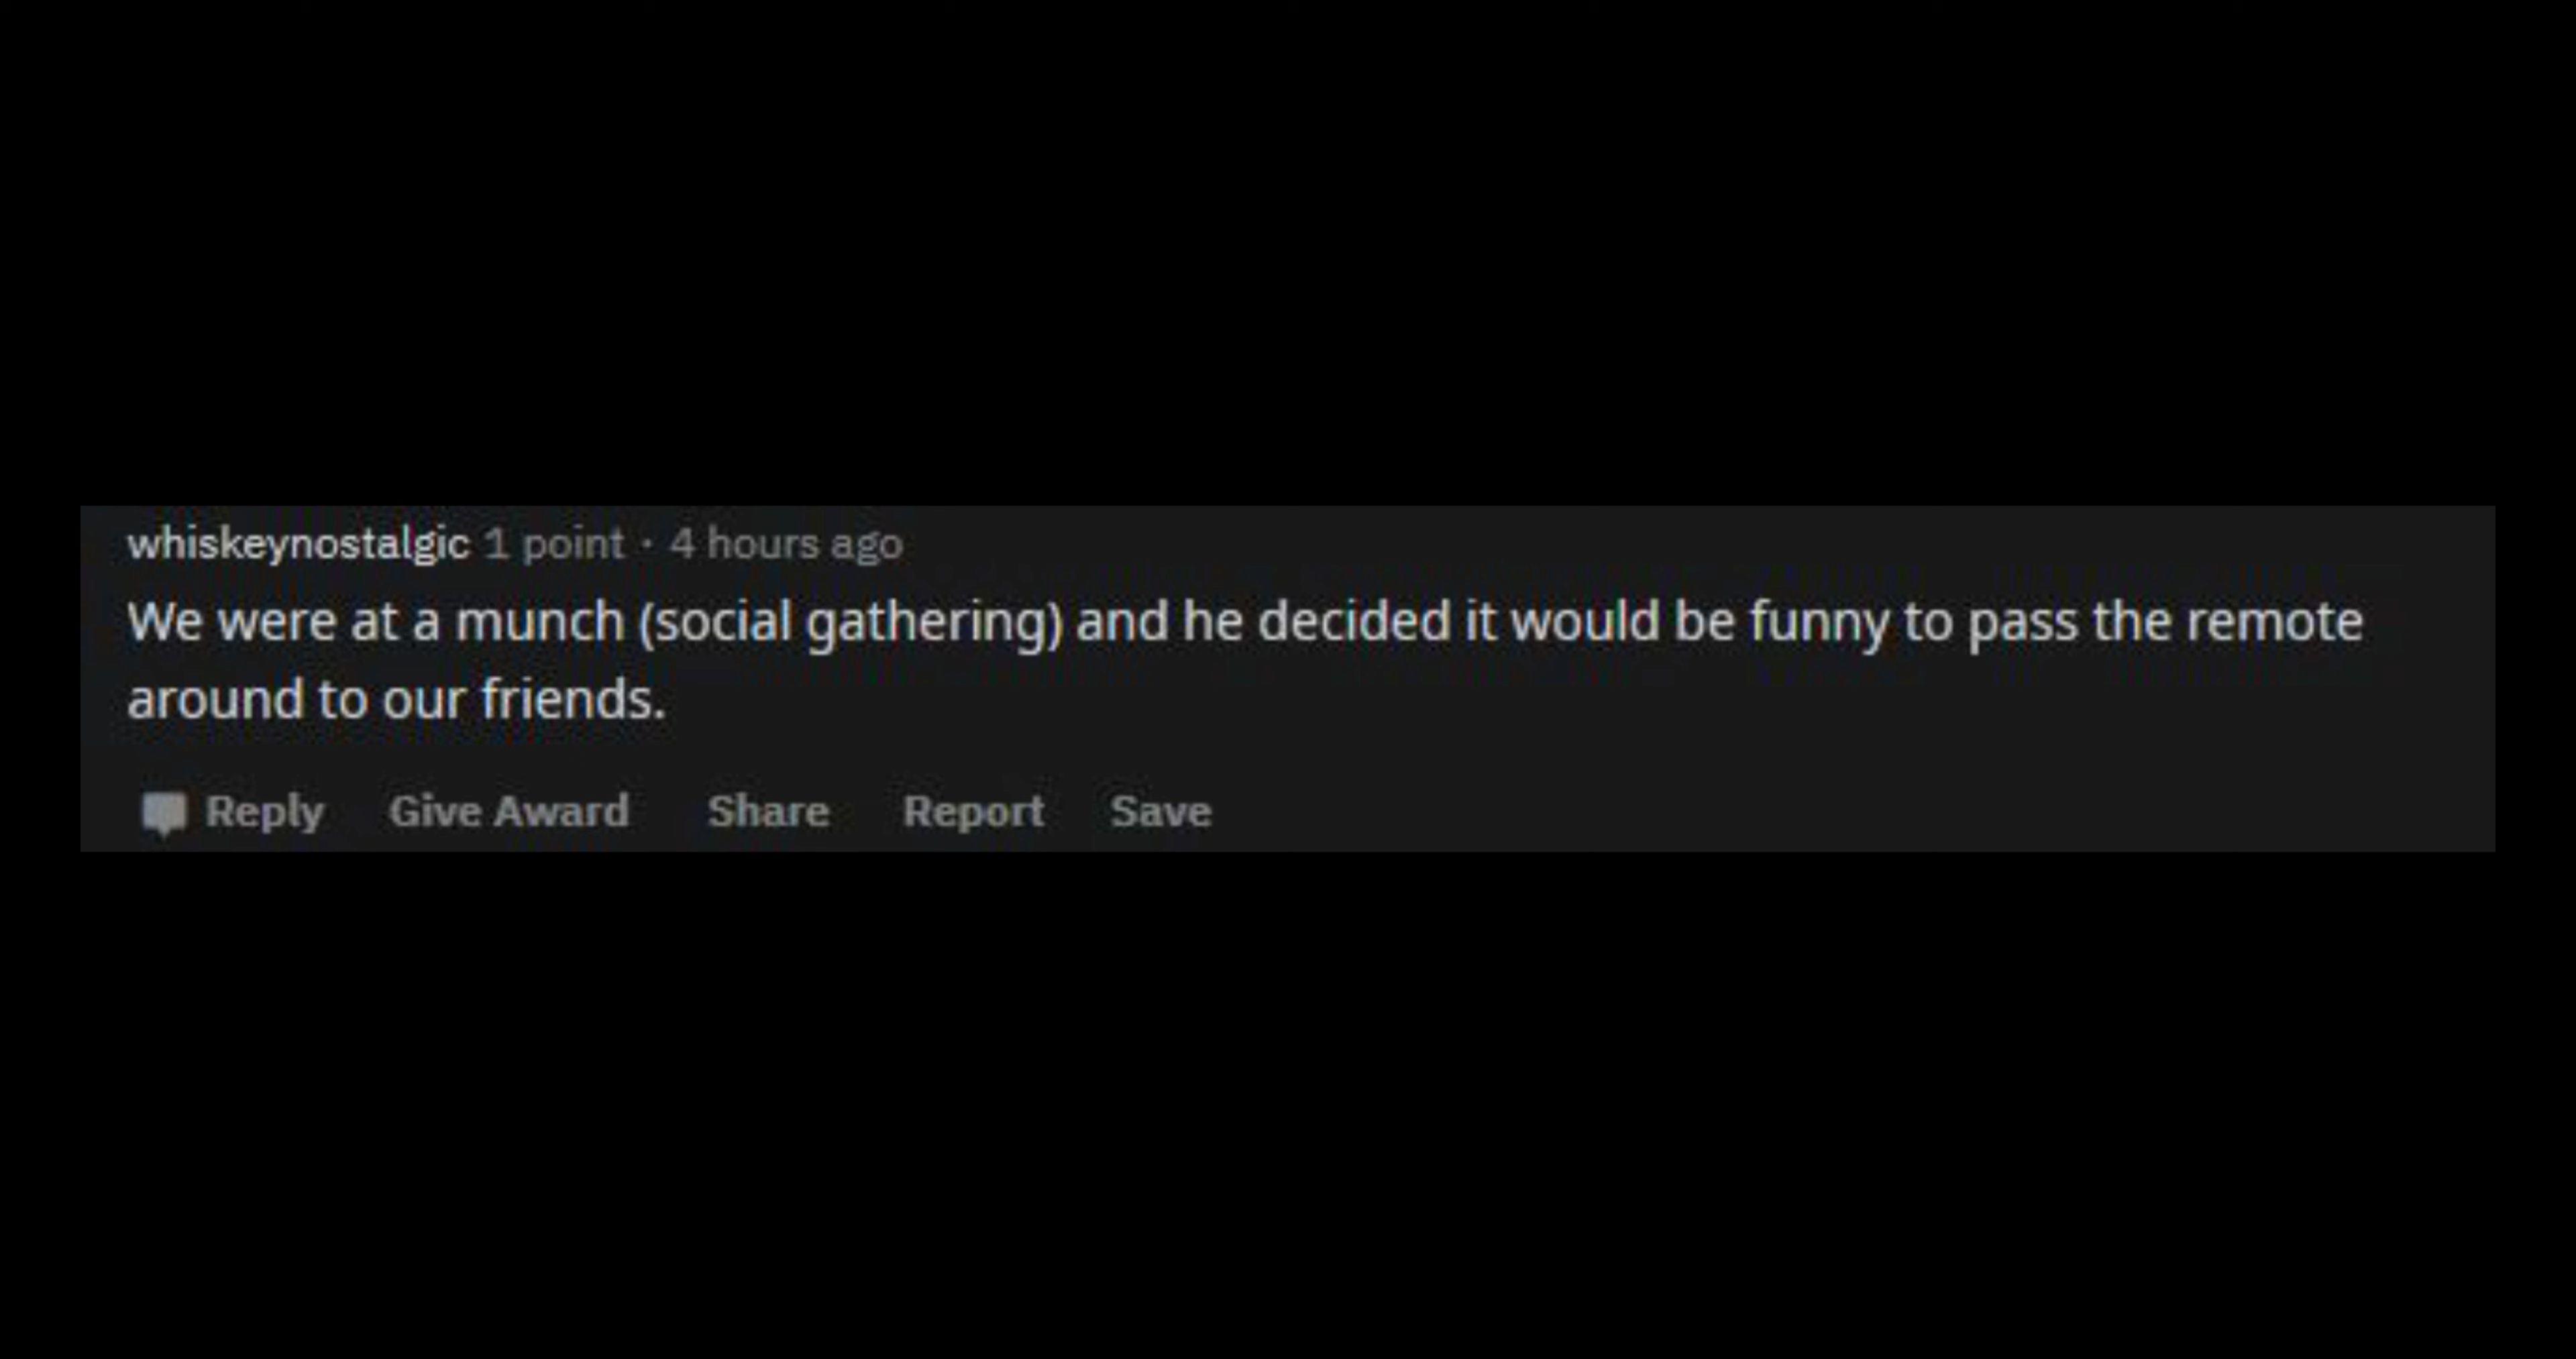 whiskeynostalgic 1 point · 4 hours ago
We were at a munch (social gathering) and he decided it would be funny to pass the remote
around to our friends.
Reply Give Award Share Report Save